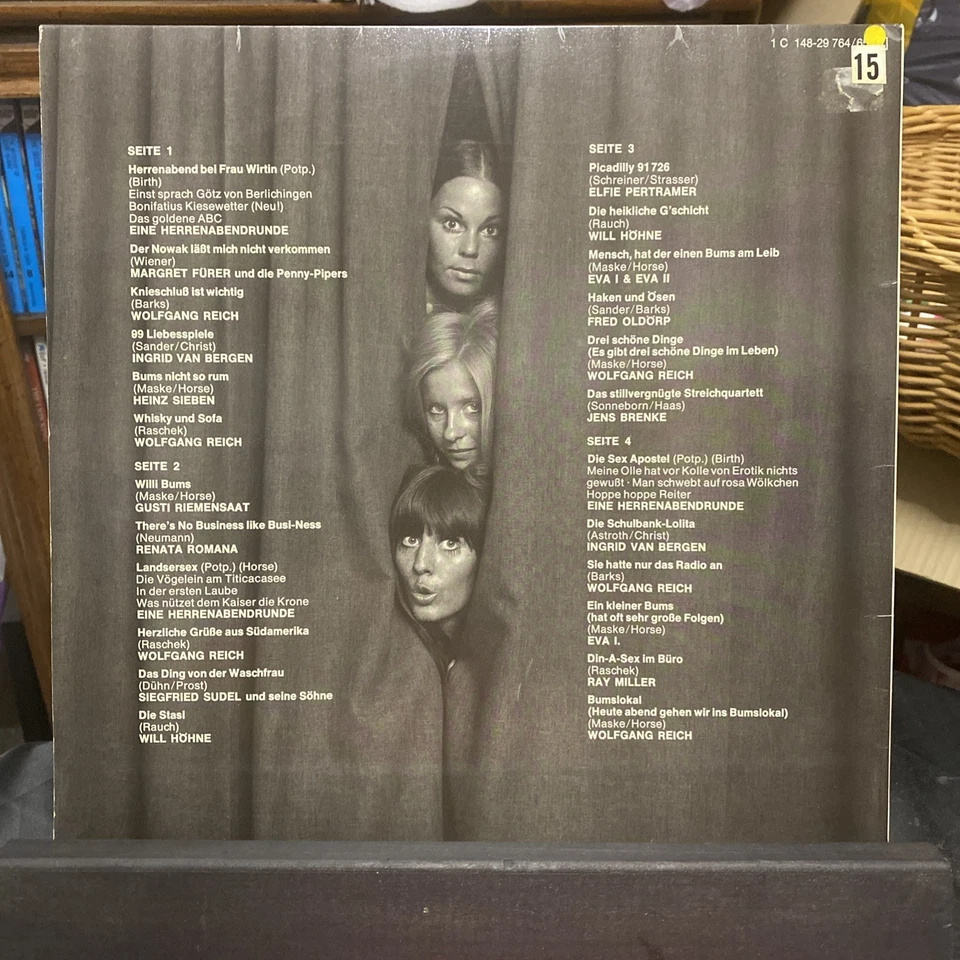 1 C 148-29 764/6
15
SEITE 1
Herrenabend bei Frau Wirtin (Potp.)
(Birth)
Einst sprach Götz von Berlichingen
Bonifatius Kiesewetter (Neu!)
Das goldene ABC
EINE HERRENABENDRUNDE
Der Nowak läßt mich nicht verkommen
(Wiener)
MARGRET FÜRER und die Penny-Pipers
Knieschluß ist wichtig
(Barks)
WOLFGANG REICH
99 Liebesspiele
(Sander/Christ)
INGRID VAN BERGEN
Bums nicht so rum
(Maske/Horse)
HEINZ SIEBEN
Whisky und Sofa
(Raschek)
WOLFGANG REICH
SEITE 2
Willi Bums
(Maske/Horse)
GUSTI RIEMENSAAT
There's No Business like Busi-Ness
(Neumann)
RENATA ROMANA
Landsersex (Potp.) (Horse)
Die Vögelein am Titicacasee
In der ersten Laube
Was nützet dem Kaiser die Krone
EINE HERRENABENDRUNDE
Herzliche Grüße aus Südamerika
(Raschek)
WOLFGANG REICH
Das Ding von der Waschfrau
(Dühn/Prost)
SIEGFRIED SUDEL und seine Söhne
Die Stasi
(Rauch)
WILL HÖHNE
SEITE 3
Picadilly 91726
(Schreiner/Strasser)
ELFIE PERTRAMER
Die heikliche G'schicht
(Rauch)
WILL HÖHNE
Mensch, hat der einen Bums am Leib
(Maske/Horse)
EVA I & EVA II
Haken und Ösen
(Sander/Barks)
FRED OLDÖRP
Drei schöne Dinge
(Es gibt drei schöne Dinge im Leben)
(Maske/Horse)
WOLFGANG REICH
Das stillvergnügte Streichquartett
(Sonneborn/Haas)
JENS BRENKE
SEITE 4
Die Sex Apostel (Potp.) (Birth)
Meine Olle hat vor Kolle von Erotik nichts
gewußt · Man schwebt auf rosa Wölkchen
Hoppe hoppe Reiter
EINE HERRENABENDRUNDE
Die Schulbank-Lolita
(Astroth/Christ)
INGRID VAN BERGEN
Sie hatte nur das Radio an
(Barks)
WOLFGANG REICH
Ein kleiner Bums
(hat oft sehr große Folgen)
(Maske/Horse)
EVA I.
Din-A-Sex im Büro
(Raschek)
RAY MILLER
Bumslokal
(Heute abend gehen wir ins Bumslokal)
(Maske/Horse)
WOLFGANG REICH